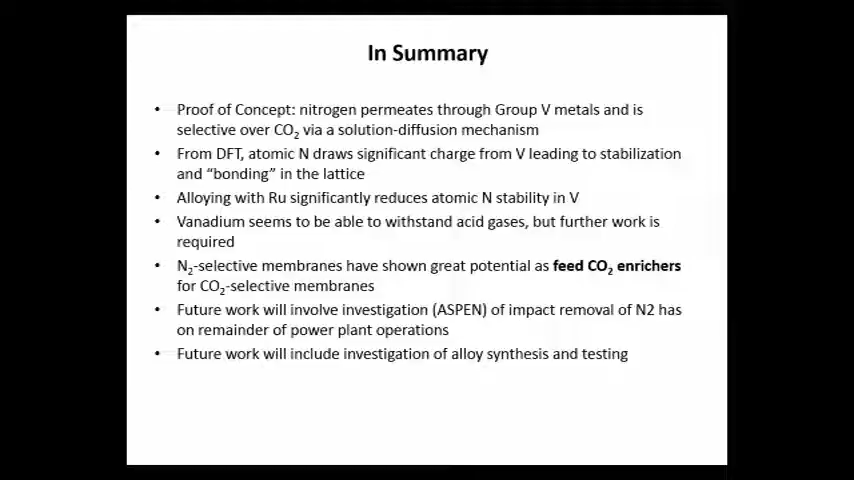 In Summary
• Proof of Concept: nitrogen permeates through Group V metals and is
selective over CO₂ via a solution-diffusion mechanism
• From DFT, atomic N draws significant charge from V leading to stabilization
and “bonding” in the lattice
• Alloying with Ru significantly reduces atomic N stability in V
• Vanadium seems to be able to withstand acid gases, but further work is
required
• N₂-selective membranes have shown great potential as feed CO₂ enrichers
for CO₂-selective membranes
• Future work will involve investigation (ASPEN) of impact removal of N2 has
on remainder of power plant operations
• Future work will include investigation of alloy synthesis and testing